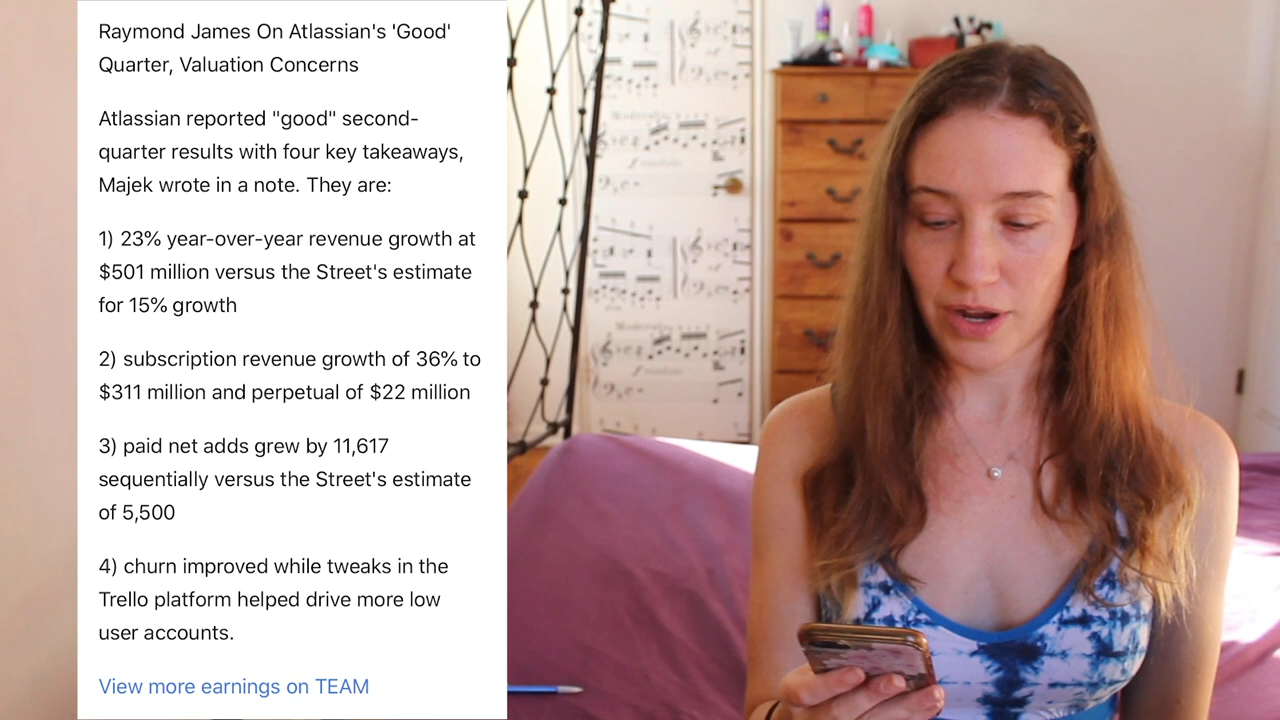 Raymond James On Atlassian's 'Good'
Quarter, Valuation Concerns
Atlassian reported "good" second-
quarter results with four key takeaways,
Majek wrote in a note. They are:
1) 23% year-over-year revenue growth at
$501 million versus the Street's estimate
for 15% growth
2) subscription revenue growth of 36% to
$311 million and perpetual of $22 million
3) paid net adds grew by 11,617
sequentially versus the Street's estimate
of 5,500
4) churn improved while tweaks in the
Trello platform helped drive more low
user accounts.
View more earnings on TEAM
Moderato
Moderato